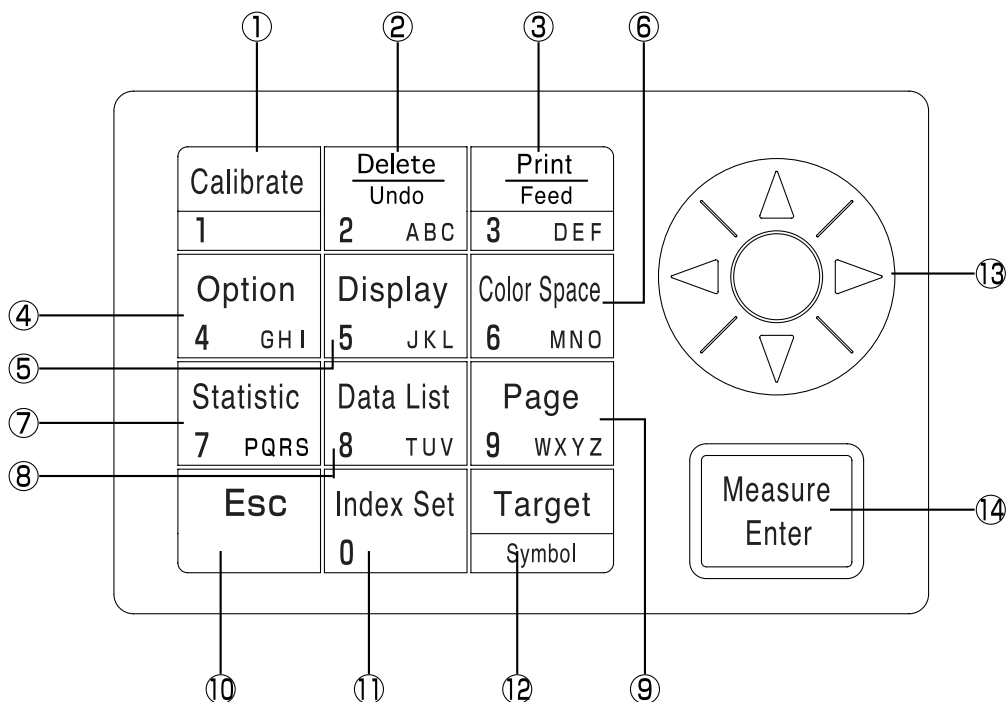 ① ② ③ ⑥
Calibrate
1
Delete
Undo
2 ABC
Print
Feed
3 DEF
⑬
④
Option
4 GHI
Display
5 JKL
Color Space
6 MNO
⑤
⑦
Statistic
7 PQRS
Data List
8 TUV
Page
9 WXYZ
⑧
Esc
Index Set
0
Target
Symbol
Measure
Enter
⑭
⑩ ⑪ ⑫ ⑨